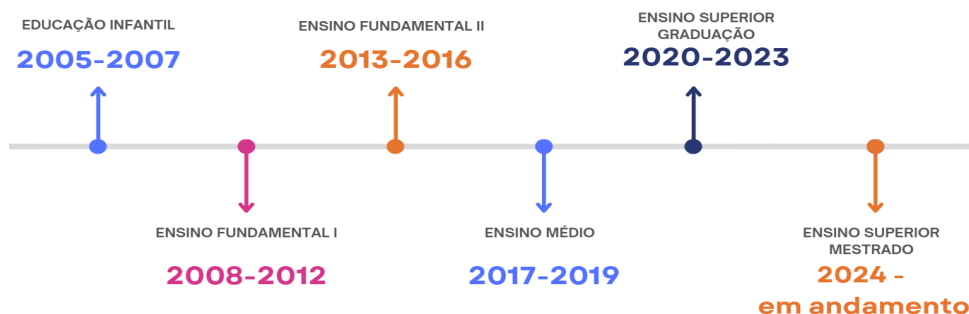 EDUCAÇÃO INFANTIL
2005-2007
ENSINO FUNDAMENTAL I
2008-2012
ENSINO FUNDAMENTAL II
2013-2016
ENSINO MÉDIO
2017-2019
ENSINO SUPERIOR
GRADUAÇÃO
2020-2023
ENSINO SUPERIOR
MESTRADO
2024 -
em andamento